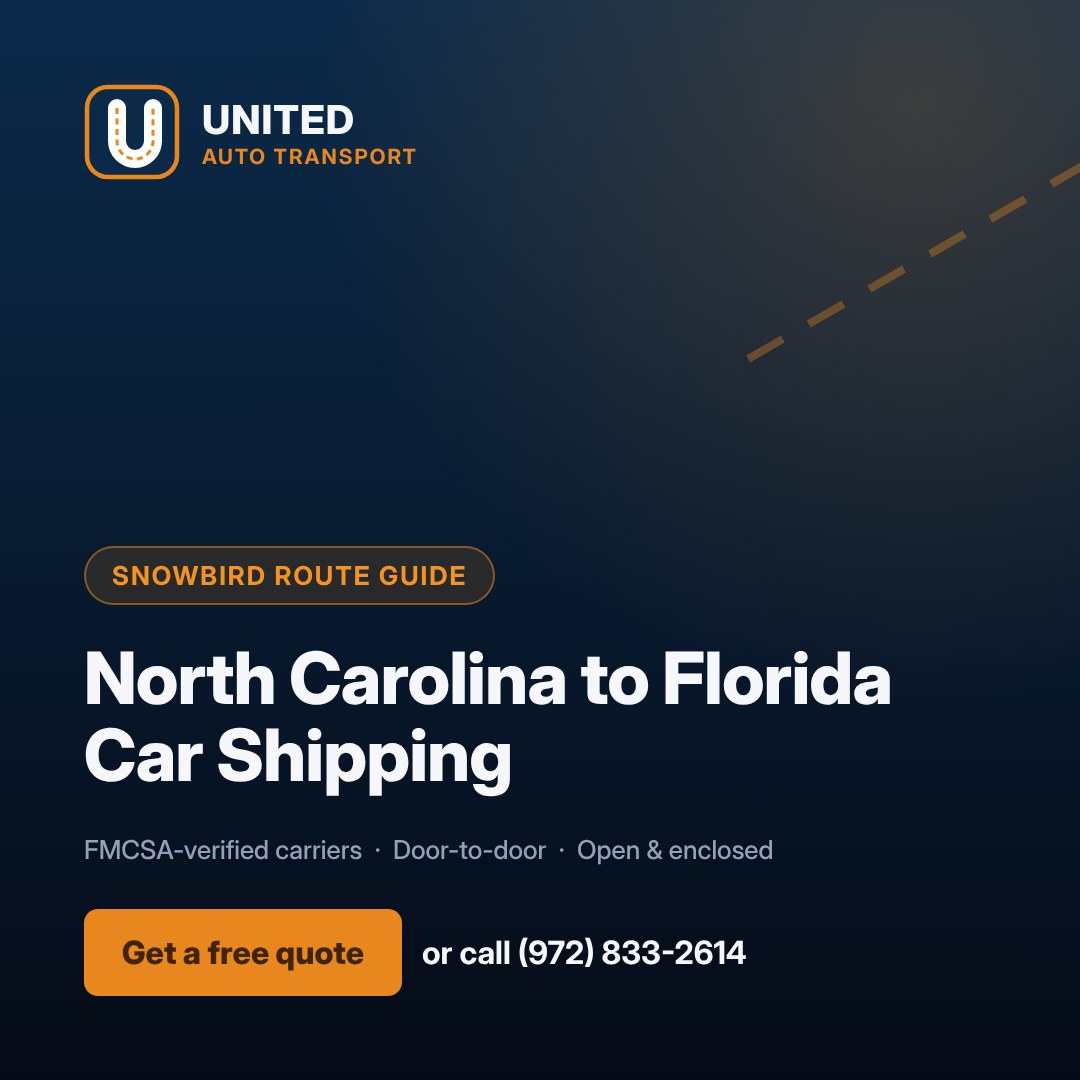 U
UNITED
AUTO TRANSPORT
SNOWBIRD ROUTE GUIDE
North Carolina to Florida
Car Shipping
FMCSA-verified carriers · Door-to-door · Open & enclosed
Get a free quote or call (972) 833-2614